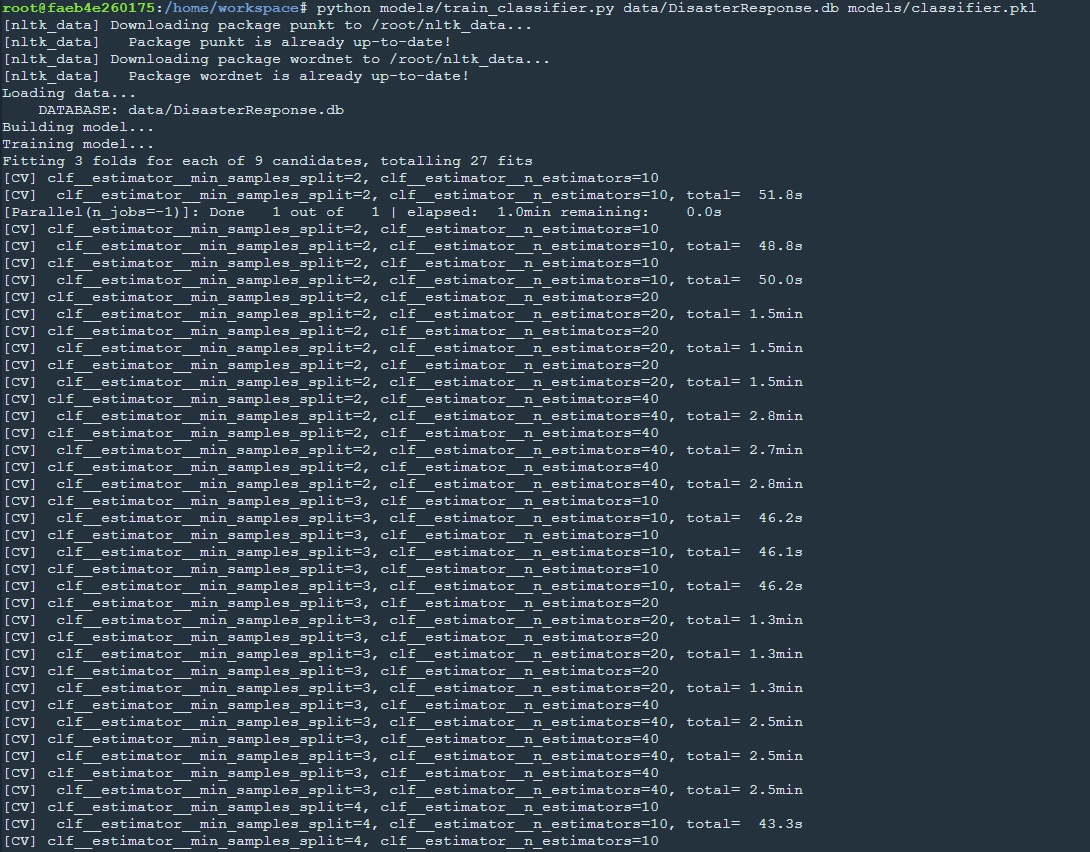 root@faeb4e260175:/home/workspace# python models/train_classifier.py data/DisasterResponse.db models/classifier.pkl
[nltk_data] Downloading package punkt to /root/nltk_data...
[nltk_data]   Package punkt is already up-to-date!
[nltk_data] Downloading package wordnet to /root/nltk_data...
[nltk_data]   Package wordnet is already up-to-date!
Loading data...
    DATABASE: data/DisasterResponse.db
Building model...
Training model...
Fitting 3 folds for each of 9 candidates, totalling 27 fits
[CV] clf__estimator__min_samples_split=2, clf__estimator__n_estimators=10
[CV]  clf__estimator__min_samples_split=2, clf__estimator__n_estimators=10, total=  51.8s
[Parallel(n_jobs=-1)]: Done   1 out of   1 | elapsed:  1.0min remaining:    0.0s
[CV] clf__estimator__min_samples_split=2, clf__estimator__n_estimators=10
[CV]  clf__estimator__min_samples_split=2, clf__estimator__n_estimators=10, total=  48.8s
[CV] clf__estimator__min_samples_split=2, clf__estimator__n_estimators=10
[CV]  clf__estimator__min_samples_split=2, clf__estimator__n_estimators=10, total=  50.0s
[CV] clf__estimator__min_samples_split=2, clf__estimator__n_estimators=20
[CV]  clf__estimator__min_samples_split=2, clf__estimator__n_estimators=20, total= 1.5min
[CV] clf__estimator__min_samples_split=2, clf__estimator__n_estimators=20
[CV]  clf__estimator__min_samples_split=2, clf__estimator__n_estimators=20, total= 1.5min
[CV] clf__estimator__min_samples_split=2, clf__estimator__n_estimators=20
[CV]  clf__estimator__min_samples_split=2, clf__estimator__n_estimators=20, total= 1.5min
[CV] clf__estimator__min_samples_split=2, clf__estimator__n_estimators=40
[CV]  clf__estimator__min_samples_split=2, clf__estimator__n_estimators=40, total= 2.8min
[CV] clf__estimator__min_samples_split=2, clf__estimator__n_estimators=40
[CV]  clf__estimator__min_samples_split=2, clf__estimator__n_estimators=40, total= 2.7min
[CV] clf__estimator__min_samples_split=2, clf__estimator__n_estimators=40
[CV]  clf__estimator__min_samples_split=2, clf__estimator__n_estimators=40, total= 2.8min
[CV] clf__estimator__min_samples_split=3, clf__estimator__n_estimators=10
[CV]  clf__estimator__min_samples_split=3, clf__estimator__n_estimators=10, total=  46.2s
[CV] clf__estimator__min_samples_split=3, clf__estimator__n_estimators=10
[CV]  clf__estimator__min_samples_split=3, clf__estimator__n_estimators=10, total=  46.1s
[CV] clf__estimator__min_samples_split=3, clf__estimator__n_estimators=10
[CV]  clf__estimator__min_samples_split=3, clf__estimator__n_estimators=10, total=  46.2s
[CV] clf__estimator__min_samples_split=3, clf__estimator__n_estimators=20
[CV]  clf__estimator__min_samples_split=3, clf__estimator__n_estimators=20, total= 1.3min
[CV] clf__estimator__min_samples_split=3, clf__estimator__n_estimators=20
[CV]  clf__estimator__min_samples_split=3, clf__estimator__n_estimators=20, total= 1.3min
[CV] clf__estimator__min_samples_split=3, clf__estimator__n_estimators=20
[CV]  clf__estimator__min_samples_split=3, clf__estimator__n_estimators=20, total= 1.3min
[CV] clf__estimator__min_samples_split=3, clf__estimator__n_estimators=40
[CV]  clf__estimator__min_samples_split=3, clf__estimator__n_estimators=40, total= 2.5min
[CV] clf__estimator__min_samples_split=3, clf__estimator__n_estimators=40
[CV]  clf__estimator__min_samples_split=3, clf__estimator__n_estimators=40, total= 2.5min
[CV] clf__estimator__min_samples_split=3, clf__estimator__n_estimators=40
[CV]  clf__estimator__min_samples_split=3, clf__estimator__n_estimators=40, total= 2.5min
[CV] clf__estimator__min_samples_split=4, clf__estimator__n_estimators=10
[CV]  clf__estimator__min_samples_split=4, clf__estimator__n_estimators=10, total=  43.3s
[CV] clf__estimator__min_samples_split=4, clf__estimator__n_estimators=10